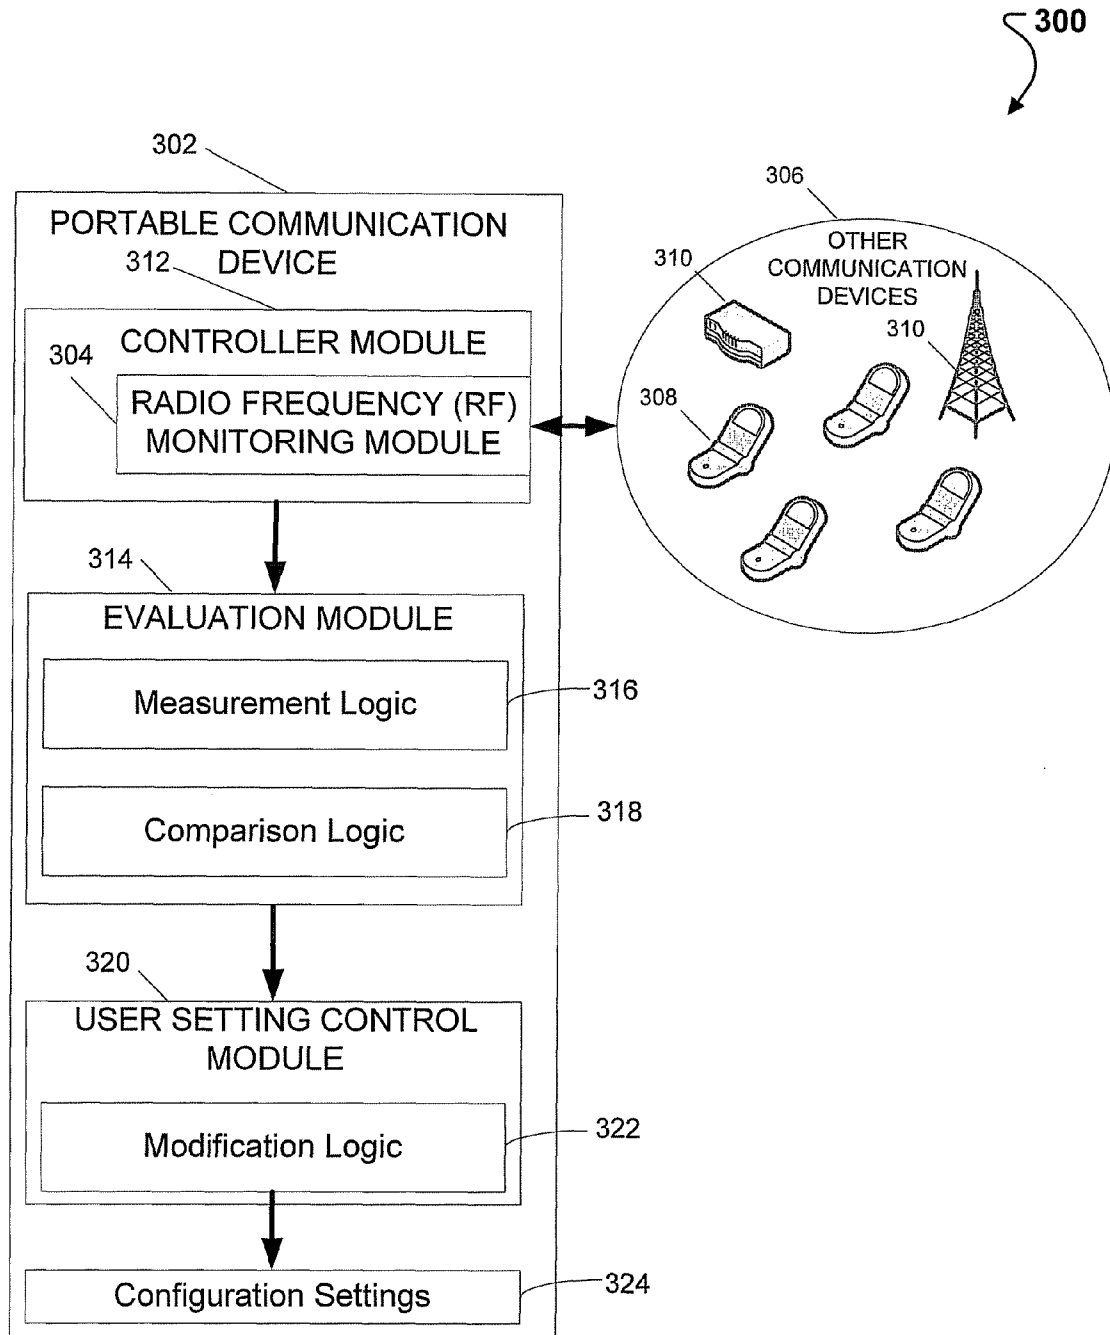 300
302
PORTABLE COMMUNICATION
DEVICE
312
CONTROLLER MODULE
304
RADIO FREQUENCY (RF)
MONITORING MODULE
306
OTHER
COMMUNICATION
DEVICES
310
310
308
314
EVALUATION MODULE
Measurement Logic
316
Comparison Logic
318
320
USER SETTING CONTROL
MODULE
Modification Logic
322
Configuration Settings
324